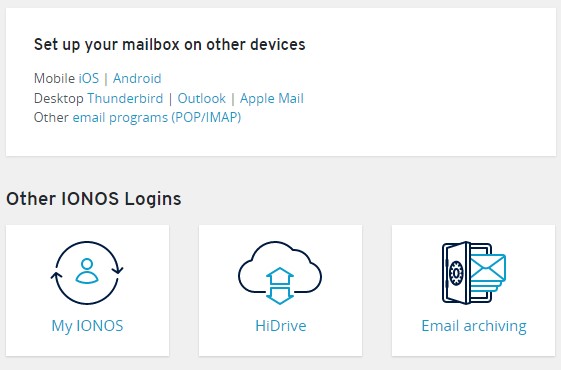 Set up your mailbox on other devices
Mobile iOS | Android
Desktop Thunderbird | Outlook | Apple Mail
Other email programs (POP/IMAP)
Other IONOS Logins
My IONOS
HiDrive
Email archiving